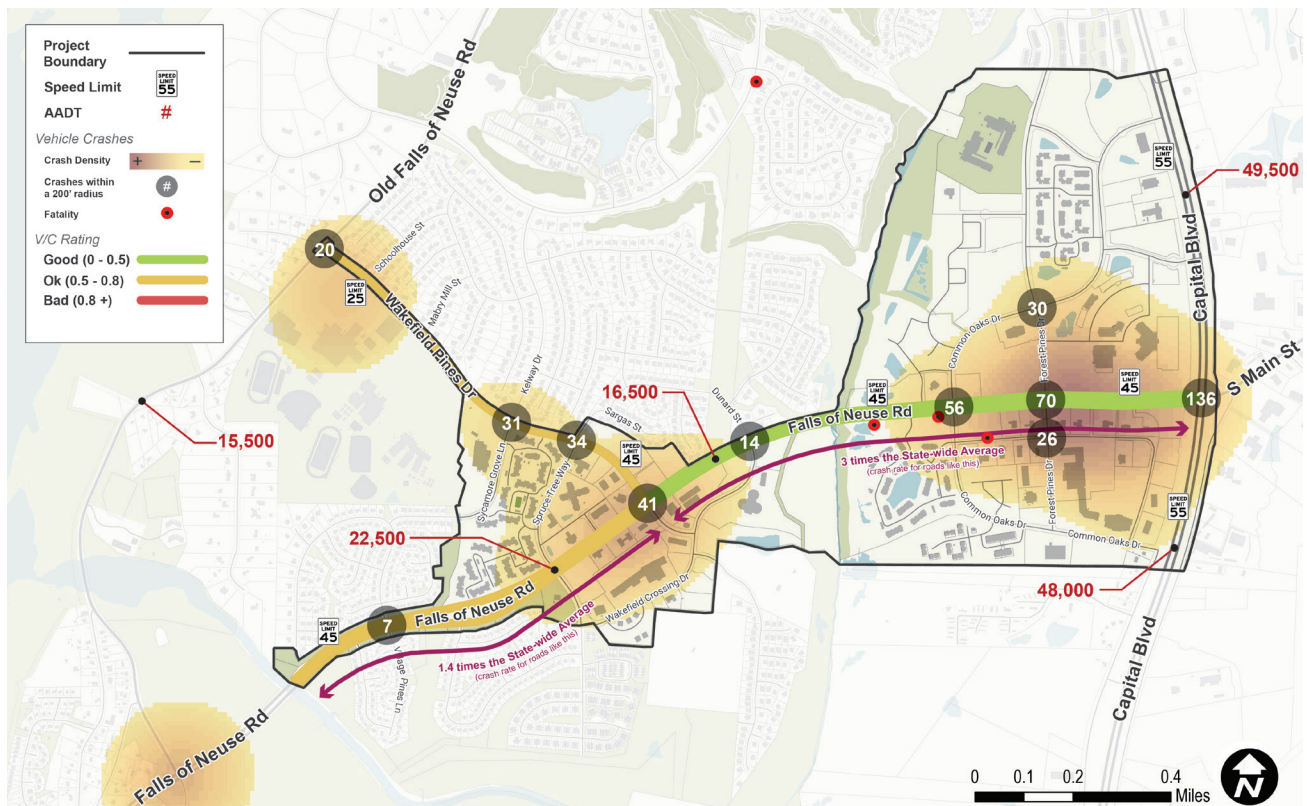 Project
Boundary
Speed Limit
SPEED
LIMIT
55
AADT
#
Vehicle Crashes
Crash Density
+
−
Crashes within
a 200' radius
#
Fatality
V/C Rating
Good (0 - 0.5)
Ok (0.5 - 0.8)
Bad (0.8 +)
Old Falls of Neuse Rd
20
Schoolhouse St
SPEED
LIMIT
25
Wakefield Pines Dr
Mabry Mill St
Kelway Dr
31
34
Sargas St
SPEED
LIMIT
45
Sycamore Grove Ln
Spruce Tree Way
41
16,500
Dunard St
14
Falls of Neuse Rd
SPEED
LIMIT
45
15,500
22,500
Falls of Neuse Rd
SPEED
LIMIT
45
7
Village Pines Ln
Wakefield Crossing Dr
1.4 times the State-wide Average
(crash rate for roads like this)
Falls of Neuse Rd
SPEED
LIMIT
55
49,500
Capital Blvd
30
Common Oaks Dr
Forest Pines Dr
SPEED
LIMIT
45
56
70
136
S Main St
26
3 times the State-wide Average
(crash rate for roads like this)
Forest Pines Dr
Common Oaks Dr
Common Oaks Dr
SPEED
LIMIT
55
48,000
Capital Blvd
0
0.1
0.2
0.4
Miles
N